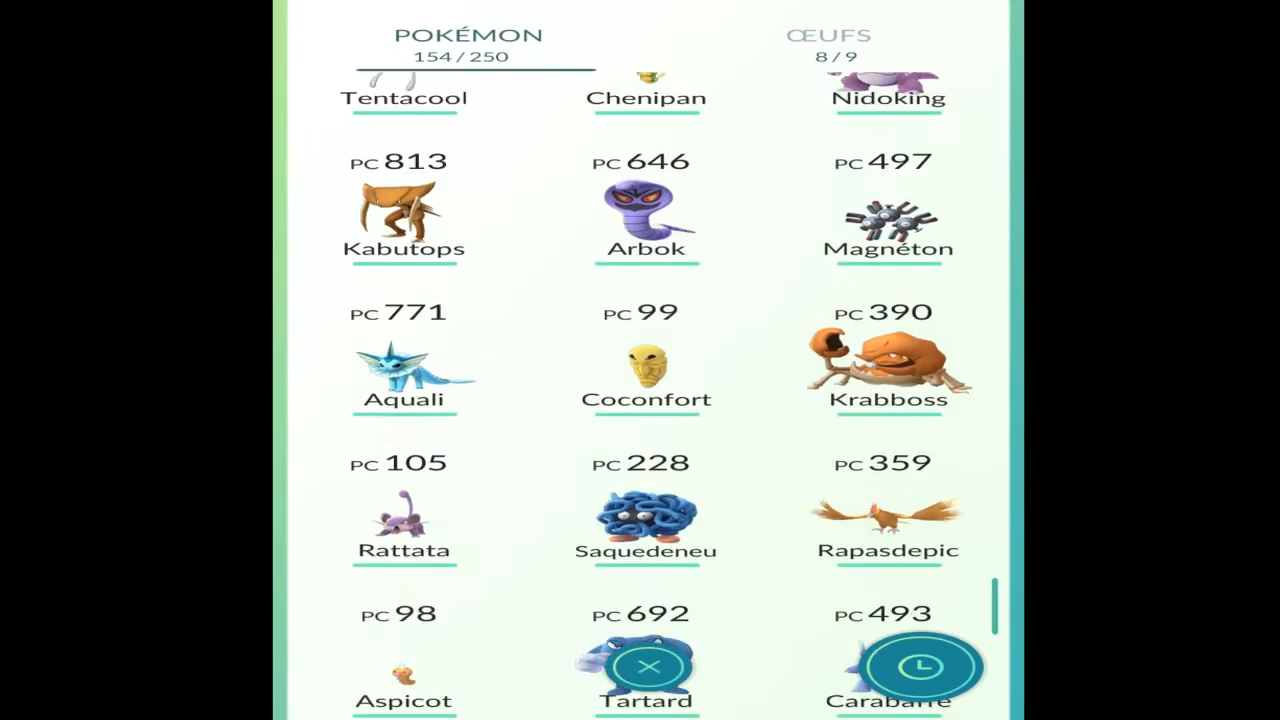 POKÉMON ŒUFS
154 / 250 8 / 9
Tentacool Chenipan Nidoking
PC 813 PC 646 PC 497
Kabutops Arbok Magnéton
PC 771 PC 99 PC 390
Aquali Coconfort Krabboss
PC 105 PC 228 PC 359
Rattata Saquedeneu Rapasdepic
PC 98 PC 692 PC 493
Aspicot Tartard Carabaffe